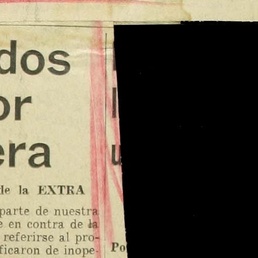 dos
or
era
de la EXTRA
parte de nuestra
e en contra de la
referirse al pro-
ficaron de inope-
Po